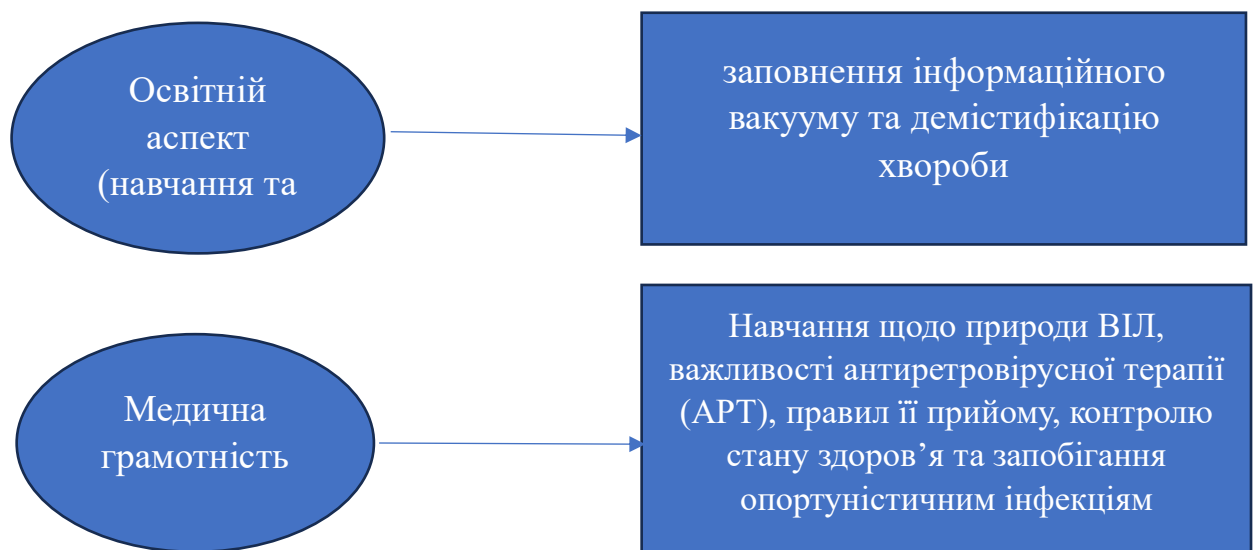 Освітній
аспект
(навчання та
заповнення інформаційного
вакууму та демістифікацію
хвороби
Медична
грамотність
Навчання щодо природи ВІЛ,
важливості антиретровірусної терапії
(АРТ), правил її прийому, контролю
стану здоров’я та запобігання
опортуністичним інфекціям